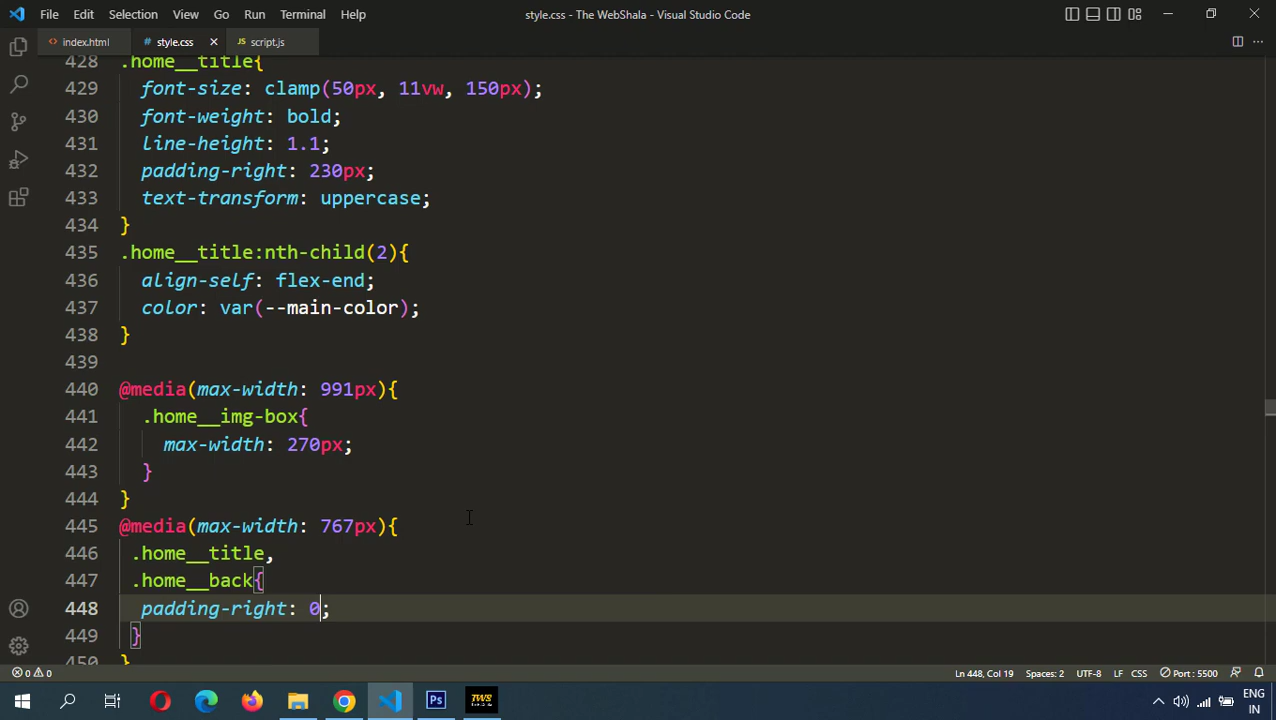 File Edit Selection View Go Run Terminal Help style.css - The WebShala - Visual Studio Code
index.html style.css script.js
428 .home__title{
429 font-size: clamp(50px, 11vw, 150px);
430 font-weight: bold;
431 line-height: 1.1;
432 padding-right: 230px;
433 text-transform: uppercase;
434 }
435 .home__title:nth-child(2){
436 align-self: flex-end;
437 color: var(--main-color);
438 }
439
440 @media(max-width: 991px){
441 .home__img-box{
442 max-width: 270px;
443 }
444 }
445 @media(max-width: 767px){
446 .home__title,
447 .home__back{
448 padding-right: 0;
449 }
450 }
0 0 Ln 448, Col 19 Spaces: 2 UTF-8 LF CSS Port : 5500
Ps TWS ENG
IN